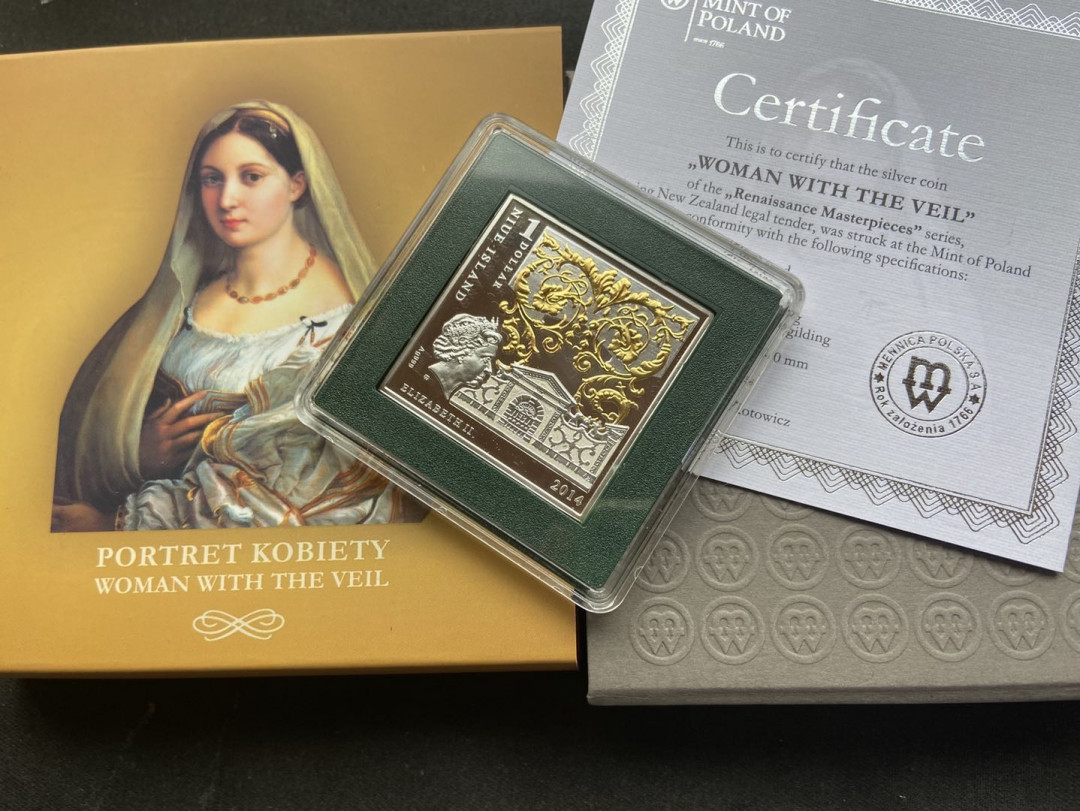 PORTRET KOBIETY
WOMAN WITH THE VEIL
1 DOLLAR
NIUE ISLAND
Ag999
ELIZABETH II.
2014
MINT OF
POLAND
since 1766
Certificate
This is to certify that the silver coin
„WOMAN WITH THE VEIL”
of the „Renaissance Masterpieces” series,
New Zealand legal tender, was struck at the Mint of Poland
conformity with the following specifications:
gilding
mm
MENNICA POLSKA S.A.
Rok założenia 1766